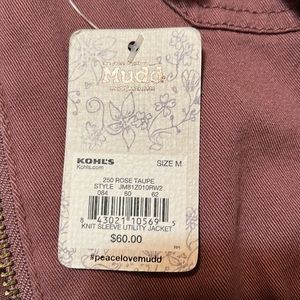 Mudd
KOHL'S
Kohls.com
SIZE M
250 ROSE TAUPE
STYLE JM81Z010RW2
084 60 62
8 43021 10569 5
KNIT SLEEVE UTILITY JACKET
$60.00
#peacelovemudd